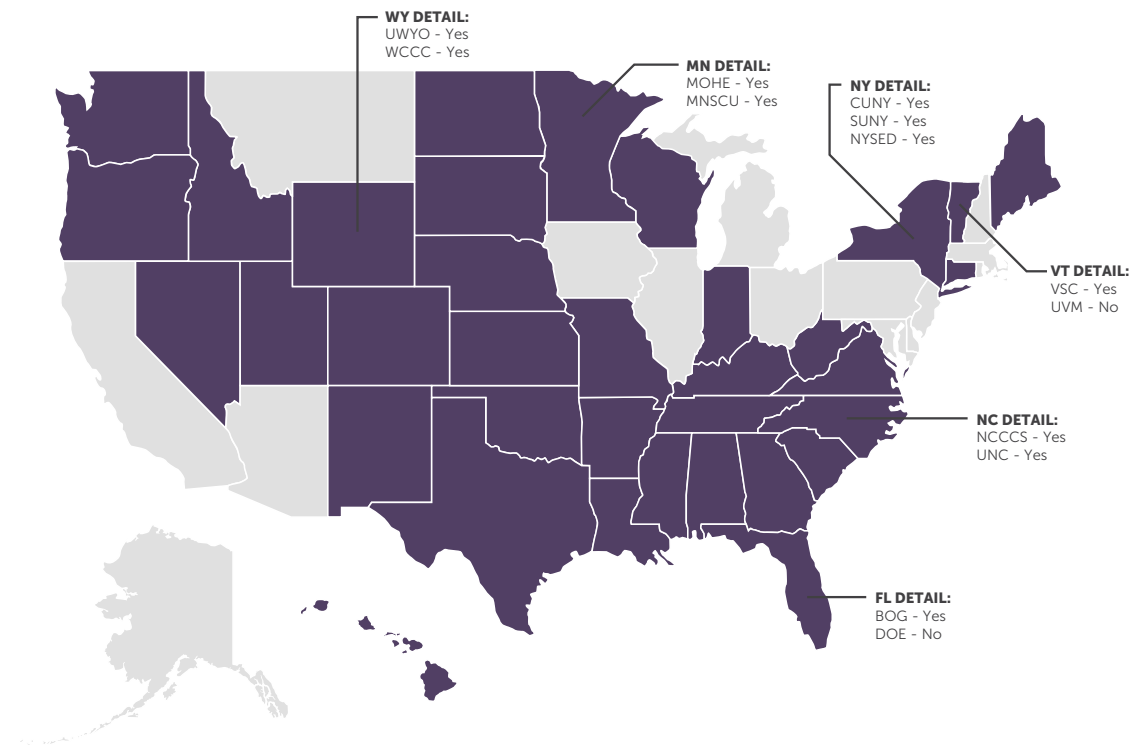 WY DETAIL:
UWYO - Yes
WCCC - Yes
MN DETAIL:
MOHE - Yes
MNSCU - Yes
NY DETAIL:
CUNY - Yes
SUNY - Yes
NYSED - Yes
VT DETAIL:
VSC - Yes
UVM - No
NC DETAIL:
NCCCS - Yes
UNC - Yes
FL DETAIL:
BOG - Yes
DOE - No